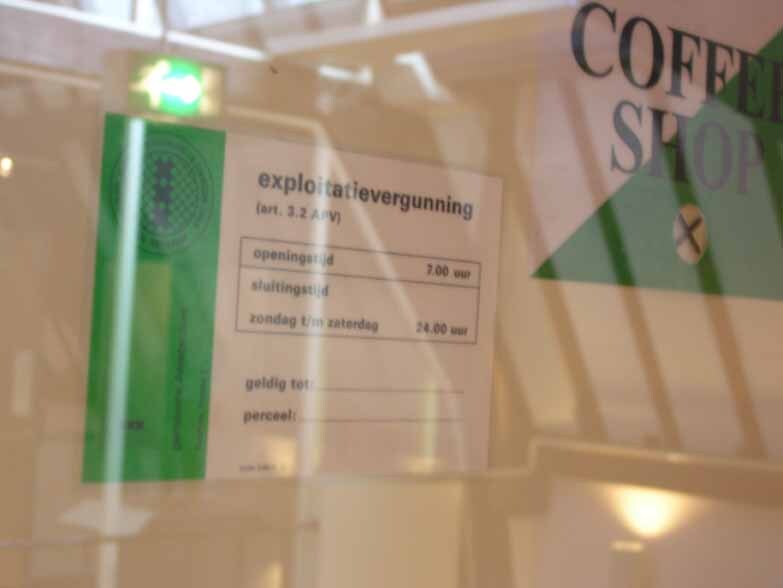 COFFEE
SHOP
exploitatievergunning
(art. 3.2 APV)
openingstijd 7.00 uur
sluitingstijd
zondag t/m zaterdag 24.00 uur
geldig tot:
perceel: